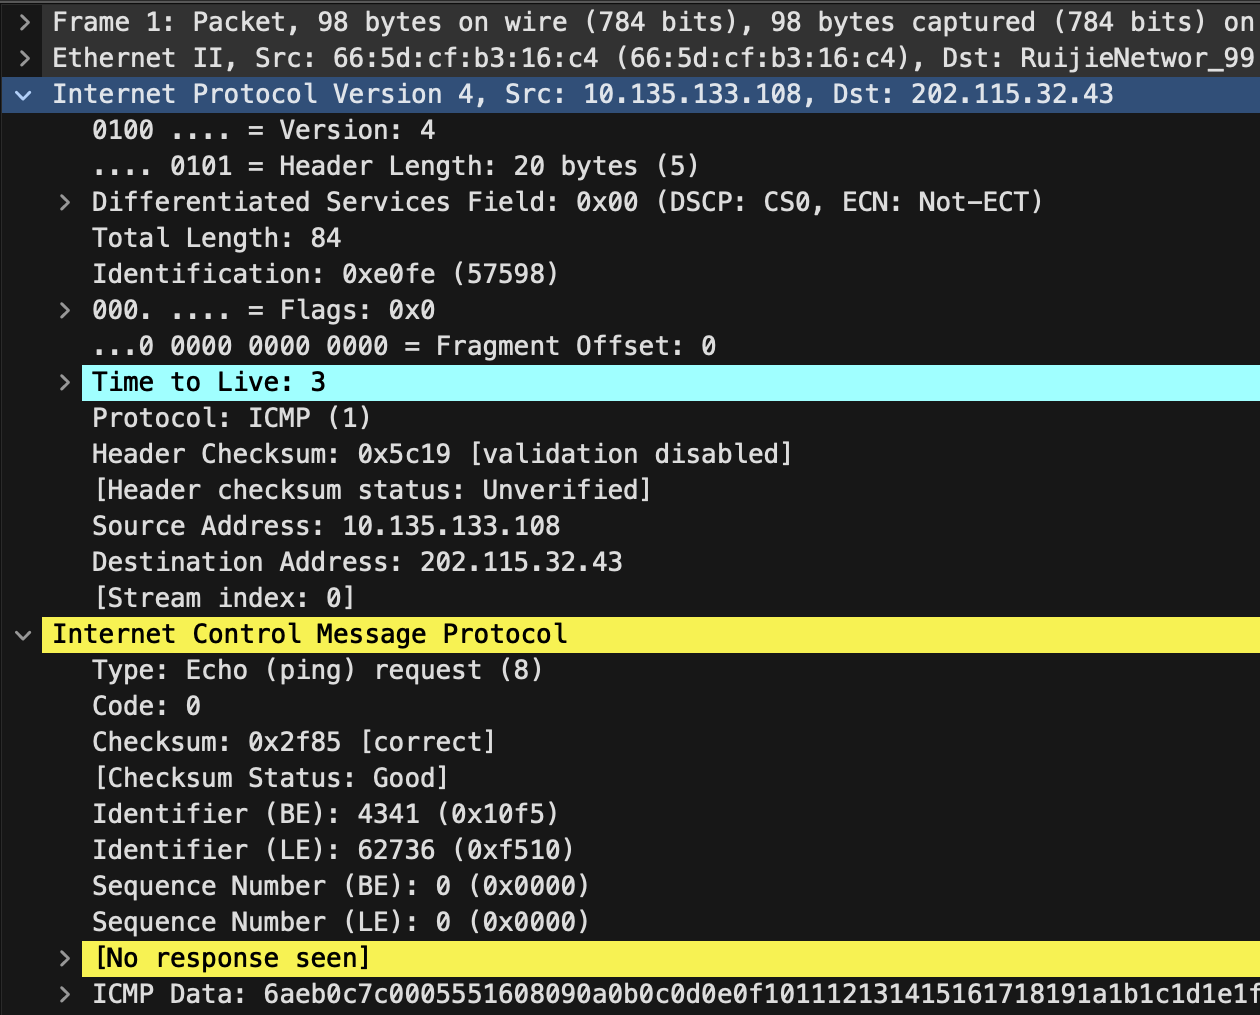 Frame 1: Packet, 98 bytes on wire (784 bits), 98 bytes captured (784 bits) on
Ethernet II, Src: 66:5d:cf:b3:16:c4 (66:5d:cf:b3:16:c4), Dst: RuijieNetwor_99
Internet Protocol Version 4, Src: 10.135.133.108, Dst: 202.115.32.43
0100 .... = Version: 4
.... 0101 = Header Length: 20 bytes (5)
Differentiated Services Field: 0x00 (DSCP: CS0, ECN: Not-ECT)
Total Length: 84
Identification: 0xe0fe (57598)
000. .... = Flags: 0x0
...0 0000 0000 0000 = Fragment Offset: 0
Time to Live: 3
Protocol: ICMP (1)
Header Checksum: 0x5c19 [validation disabled]
[Header checksum status: Unverified]
Source Address: 10.135.133.108
Destination Address: 202.115.32.43
[Stream index: 0]
Internet Control Message Protocol
Type: Echo (ping) request (8)
Code: 0
Checksum: 0x2f85 [correct]
[Checksum Status: Good]
Identifier (BE): 4341 (0x10f5)
Identifier (LE): 62736 (0xf510)
Sequence Number (BE): 0 (0x0000)
Sequence Number (LE): 0 (0x0000)
[No response seen]
ICMP Data: 6aeb0c7c0005551608090a0b0c0d0e0f101112131415161718191a1b1c1d1e1f